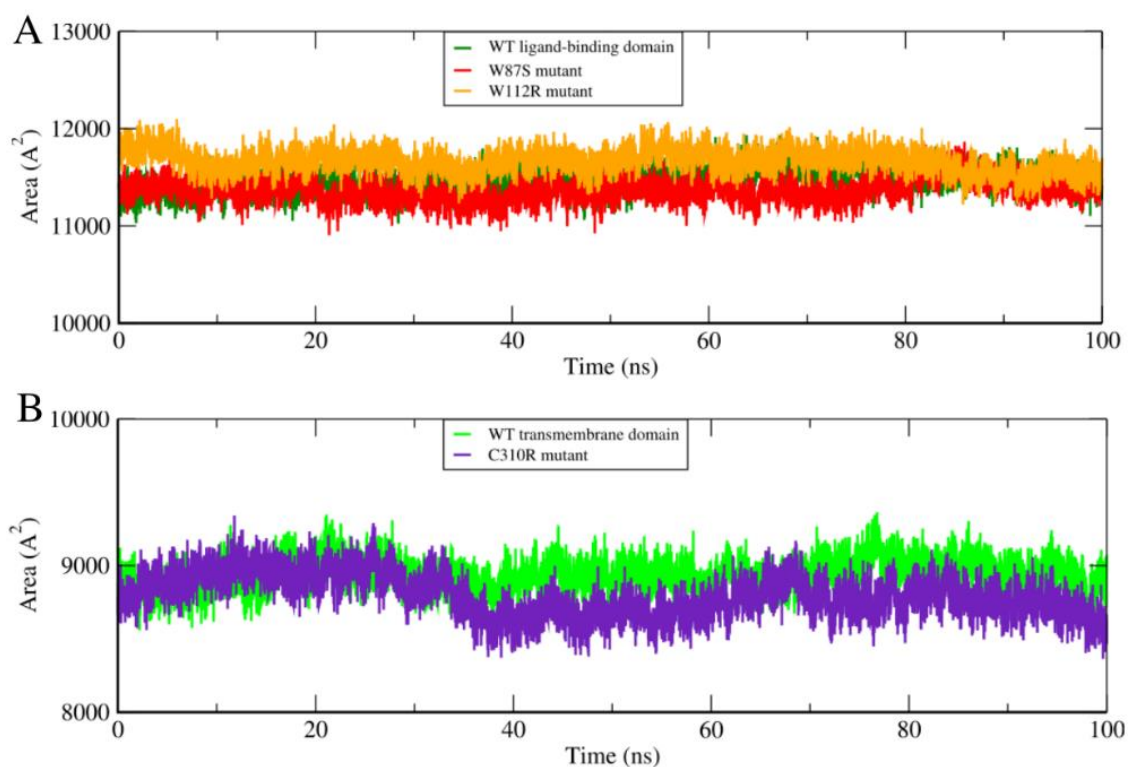 A
13000
12000
11000
10000
Area (A²)
WT ligand-binding domain
W87S mutant
W112R mutant
0 20 40 60 80 100
Time (ns)
B
10000
9000
8000
Area (A²)
WT transmembrane domain
C310R mutant
0 20 40 60 80 100
Time (ns)